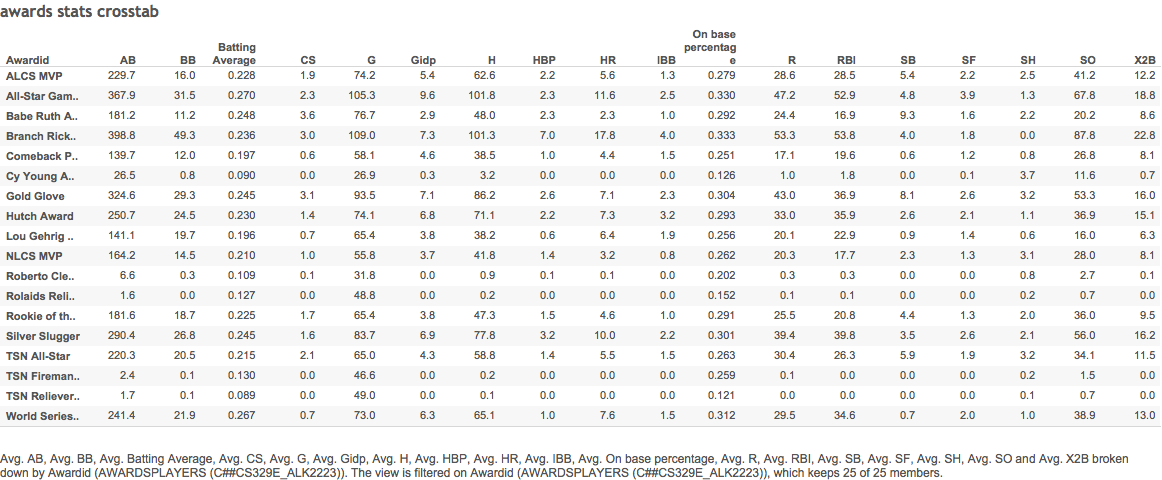 awards stats crosstab
On base
Batting percentag
Awardid AB BB Average CS G Gidp H HBP HR IBB e R RBI SB SF SH SO X2B
ALCS MVP 229.7 16.0 0.228 1.9 74.2 5.4 62.6 2.2 5.6 1.3 0.279 28.6 28.5 5.4 2.2 2.5 41.2 12.2
All-Star Gam.. 367.9 31.5 0.270 2.3 105.3 9.6 101.8 2.3 11.6 2.5 0.330 47.2 52.9 4.8 3.9 1.3 67.8 18.8
Babe Ruth A.. 181.2 11.2 0.248 3.6 76.7 2.9 48.0 2.3 2.3 1.0 0.292 24.4 16.9 9.3 1.6 2.2 20.2 8.6
Branch Rick.. 398.8 49.3 0.236 3.0 109.0 7.3 101.3 7.0 17.8 4.0 0.333 53.3 53.8 4.0 1.8 0.0 87.8 22.8
Comeback P.. 139.7 12.0 0.197 0.6 58.1 4.6 38.5 1.0 4.4 1.5 0.251 17.1 19.6 0.6 1.2 0.8 26.8 8.1
Cy Young A.. 26.5 0.8 0.090 0.0 26.9 0.3 3.2 0.0 0.0 0.0 0.126 1.0 1.8 0.0 0.1 3.7 11.6 0.7
Gold Glove 324.6 29.3 0.245 3.1 93.5 7.1 86.2 2.6 7.1 2.3 0.304 43.0 36.9 8.1 2.6 3.2 53.3 16.0
Hutch Award 250.7 24.5 0.230 1.4 74.1 6.8 71.1 2.2 7.3 3.2 0.293 33.0 35.9 2.6 2.1 1.1 36.9 15.1
Lou Gehrig .. 141.1 19.7 0.196 0.7 65.4 3.8 38.2 0.6 6.4 1.9 0.256 20.1 22.9 0.9 1.4 0.6 16.0 6.3
NLCS MVP 164.2 14.5 0.210 1.0 55.8 3.7 41.8 1.4 3.2 0.8 0.262 20.3 17.7 2.3 1.3 3.1 28.0 8.1
Roberto Cle.. 6.6 0.3 0.109 0.1 31.8 0.0 0.9 0.1 0.1 0.0 0.202 0.3 0.3 0.0 0.0 0.8 2.7 0.1
Rolaids Reli.. 1.6 0.0 0.127 0.0 48.8 0.0 0.2 0.0 0.0 0.0 0.152 0.1 0.1 0.0 0.0 0.2 0.7 0.0
Rookie of th.. 181.6 18.7 0.225 1.7 65.4 3.8 47.3 1.5 4.6 1.0 0.291 25.5 20.8 4.4 1.3 2.0 36.0 9.5
Silver Slugger 290.4 26.8 0.245 1.6 83.7 6.9 77.8 3.2 10.0 2.2 0.301 39.4 39.8 3.5 2.6 2.1 56.0 16.2
TSN All-Star 220.3 20.5 0.215 2.1 65.0 4.3 58.8 1.4 5.5 1.5 0.263 30.4 26.3 5.9 1.9 3.2 34.1 11.5
TSN Fireman.. 2.4 0.1 0.130 0.0 46.6 0.0 0.2 0.0 0.0 0.0 0.259 0.1 0.0 0.0 0.0 0.2 1.5 0.0
TSN Reliever.. 1.7 0.1 0.089 0.0 49.0 0.0 0.1 0.0 0.0 0.0 0.121 0.0 0.0 0.0 0.0 0.1 0.7 0.0
World Series.. 241.4 21.9 0.267 0.7 73.0 6.3 65.1 1.0 7.6 1.5 0.312 29.5 34.6 0.7 2.0 1.0 38.9 13.0
Avg. AB, Avg. BB, Avg. Batting Average, Avg. CS, Avg. G, Avg. Gidp, Avg. H, Avg. HBP, Avg. HR, Avg. IBB, Avg. On base percentage, Avg. R, Avg. RBI, Avg. SB, Avg. SF, Avg. SH, Avg. SO and Avg. X2B broken
down by Awardid (AWARDSPLAYERS (C##CS329E_ALK2223)). The view is filtered on Awardid (AWARDSPLAYERS (C##CS329E_ALK2223)), which keeps 25 of 25 members.